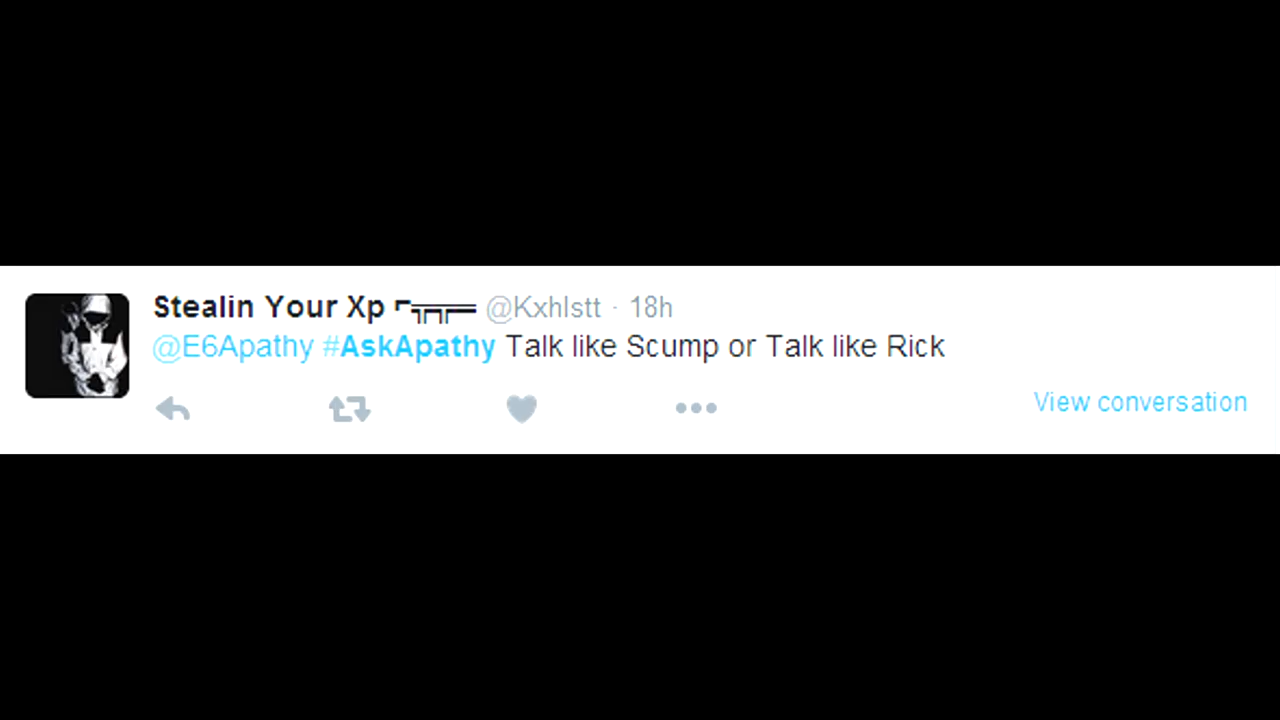 Stealin Your Xp ⌐╦╦═ @Kxhlstt · 18h
@E6Apathy #AskApathy Talk like Scump or Talk like Rick
View conversation